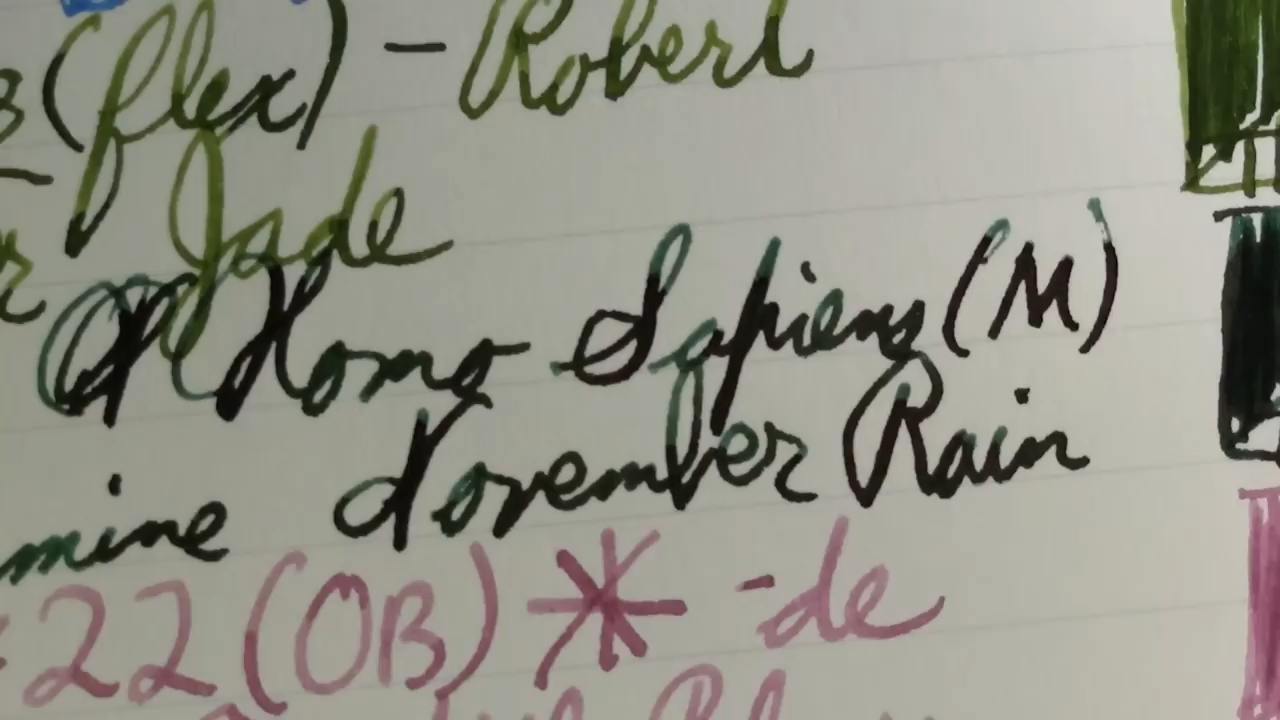 (flex) - Robert
Jade
Homo Sapiens (M)
mine November Rain
22 (OB) * -de